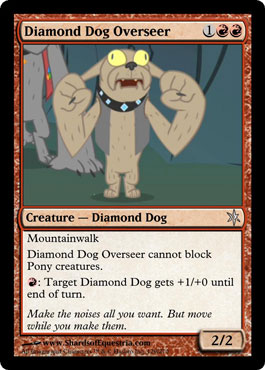 Diamond Dog Overseer 1
Creature — Diamond Dog
Mountainwalk
Diamond Dog Overseer cannot block
Pony creatures.
: Target Diamond Dog gets +1/+0 until
end of turn.
Make the noises all you want. But move
while you make them.
www.ShardsofEquestria.com
2/2